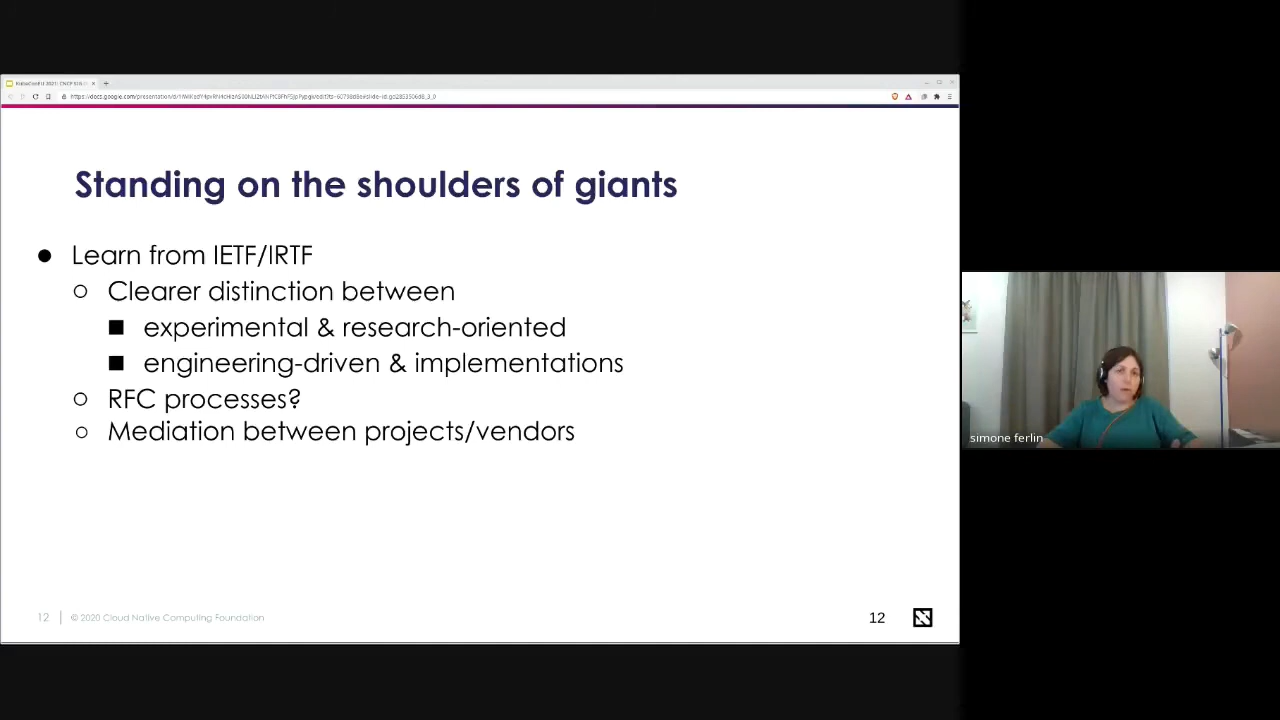 Standing on the shoulders of giants
Learn from IETF/IRTF
Clearer distinction between
experimental & research-oriented
engineering-driven & implementations
RFC processes?
Mediation between projects/vendors
simone ferlin
12
© 2020 Cloud Native Computing Foundation
12